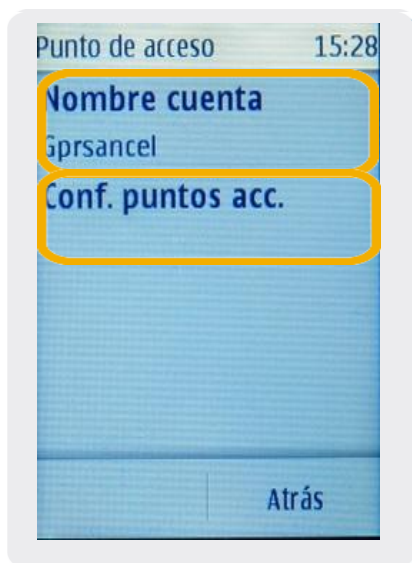 Punto de acceso 15:28
Nombre cuenta
Gprsancel
Conf. puntos acc.
Atrás